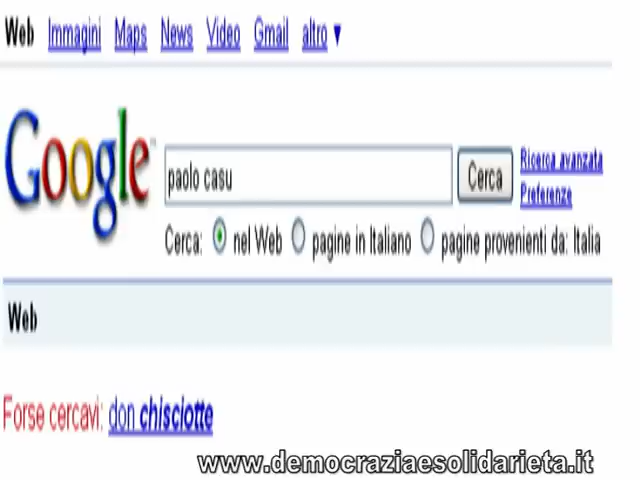 Web Immagini Maps News Video Gmail altro ▼
Google™
paolo casu Cerca Ricerca avanzata
Preferenze
Cerca: nel Web pagine in Italiano pagine provenienti da: Italia
Web
Forse cercavi: don chisciotte
www.democraziaesolidarieta.it